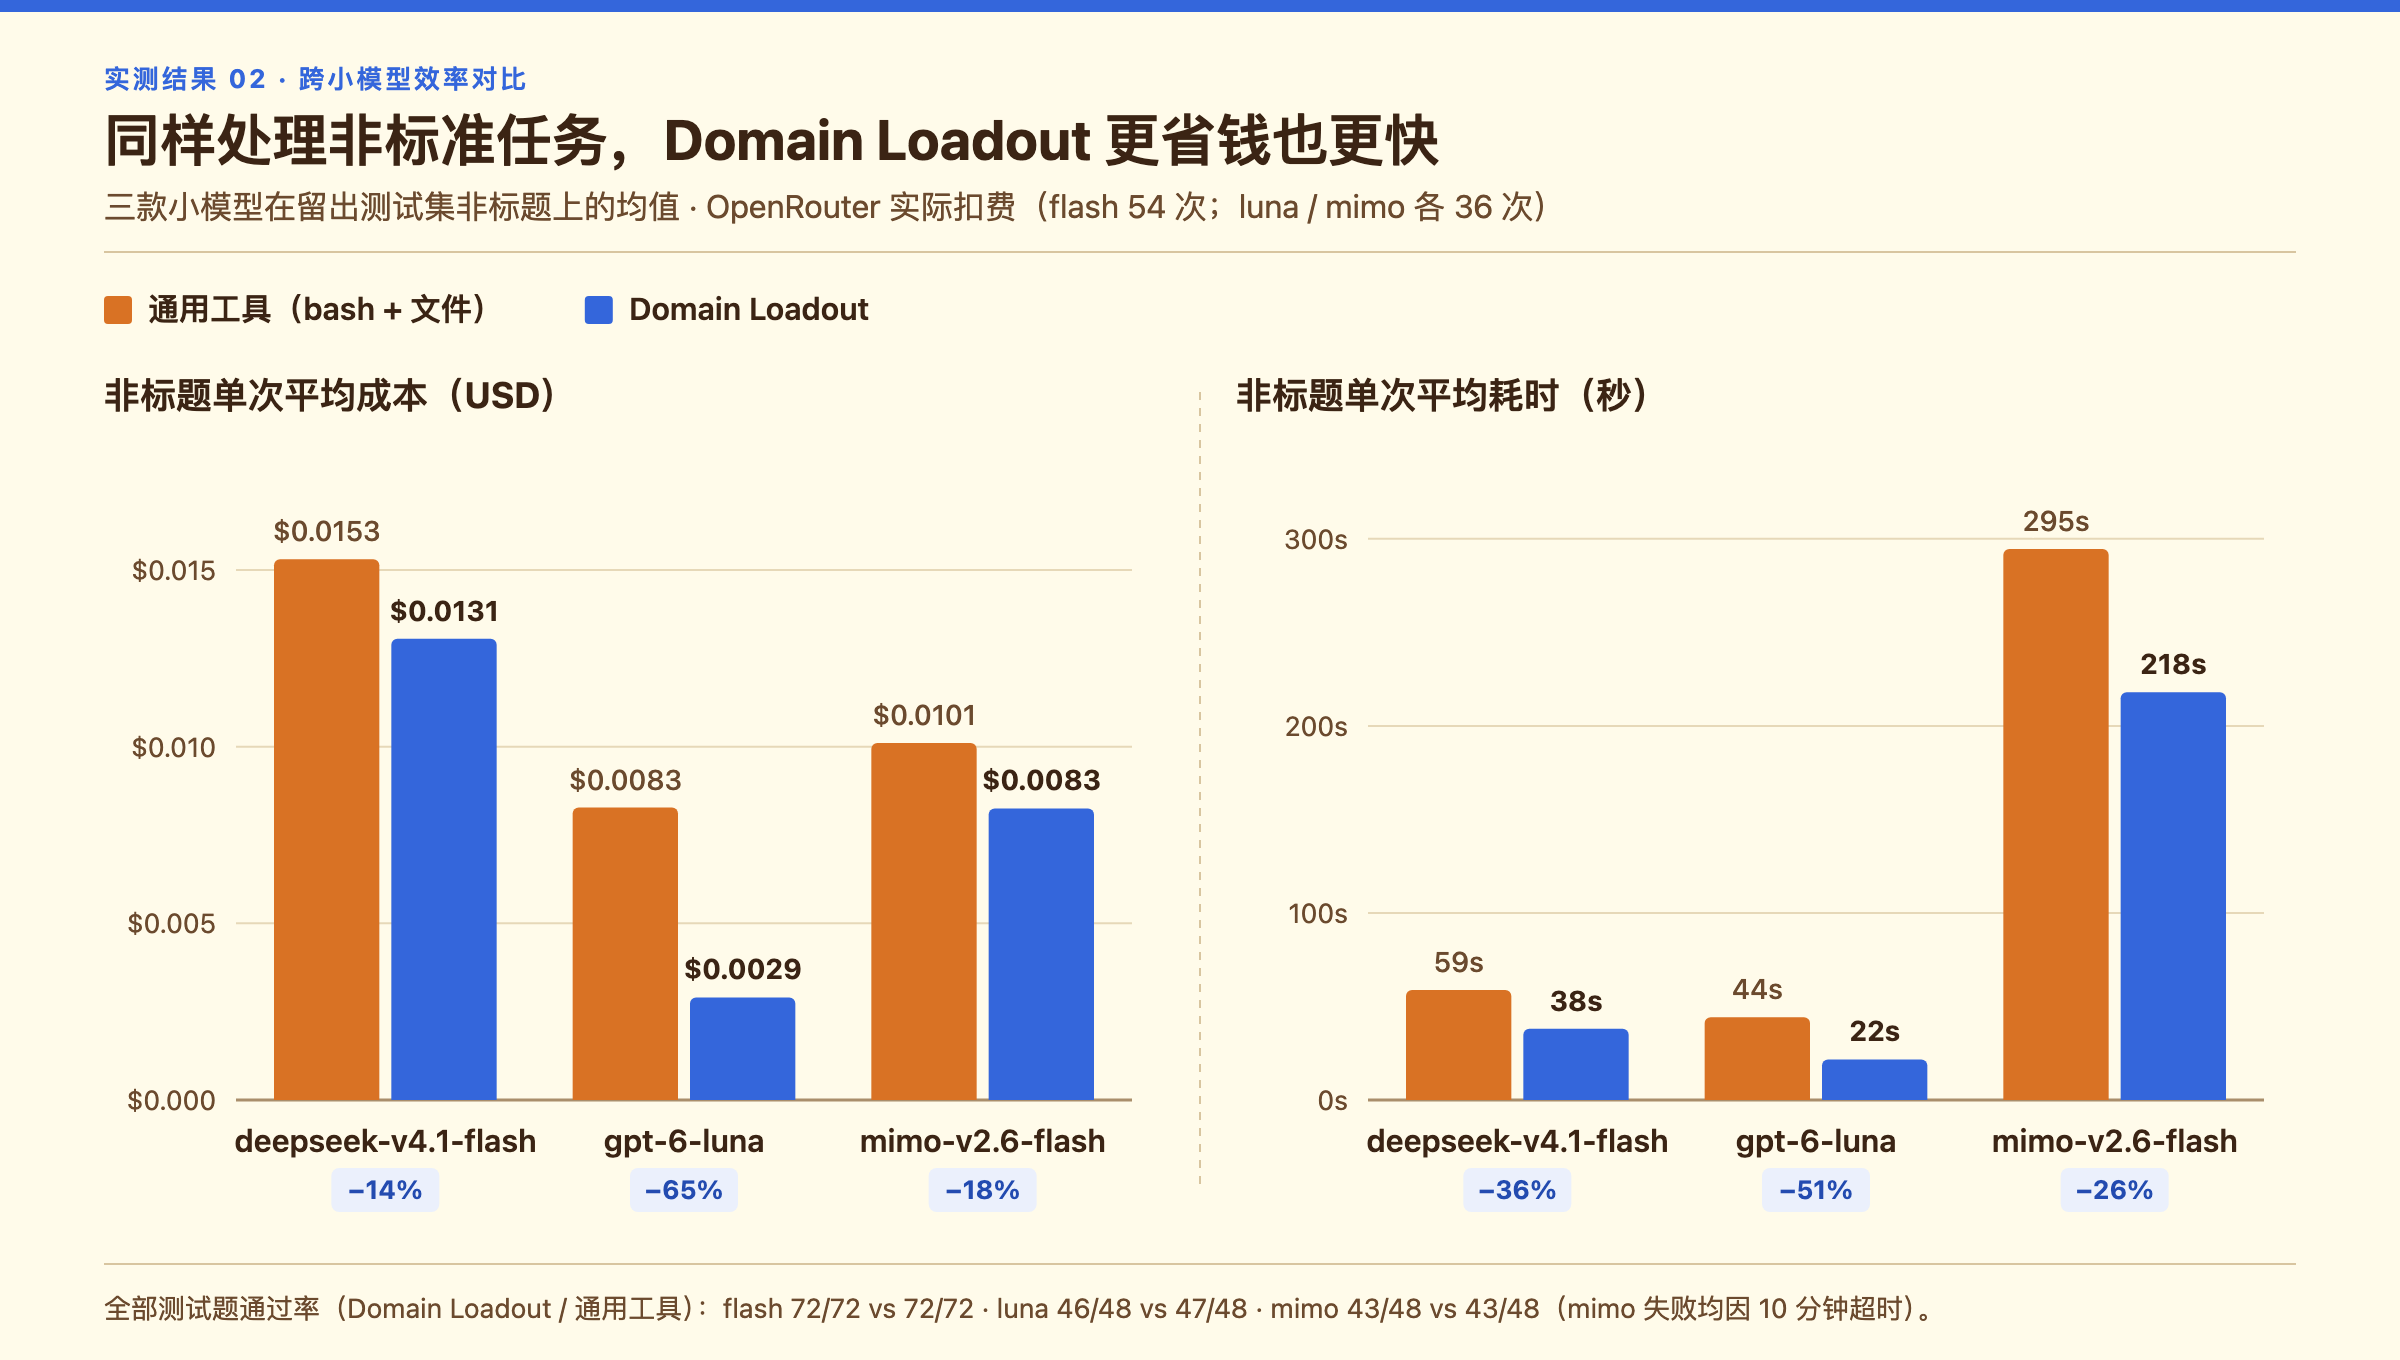 实测结果 02 · 跨小模型效率对比
同样处理非标准任务，Domain Loadout 更省钱也更快
三款小模型在留出测试集非标题上的均值 · OpenRouter 实际扣费（flash 54 次；luna / mimo 各 36 次）
通用工具（bash + 文件） Domain Loadout
非标题单次平均成本（USD）
$0.0153
$0.015
$0.0131
$0.0101
$0.010
$0.0083 $0.0083
$0.005
$0.0029
$0.000
deepseek-v4.1-flash gpt-6-luna mimo-v2.6-flash
−14% −65% −18%
非标题单次平均耗时（秒）
295s
300s
218s
200s
100s
59s
44s
38s
22s
0s
deepseek-v4.1-flash gpt-6-luna mimo-v2.6-flash
−36% −51% −26%
全部测试题通过率（Domain Loadout / 通用工具）：flash 72/72 vs 72/72 · luna 46/48 vs 47/48 · mimo 43/48 vs 43/48（mimo 失败均因 10 分钟超时）。